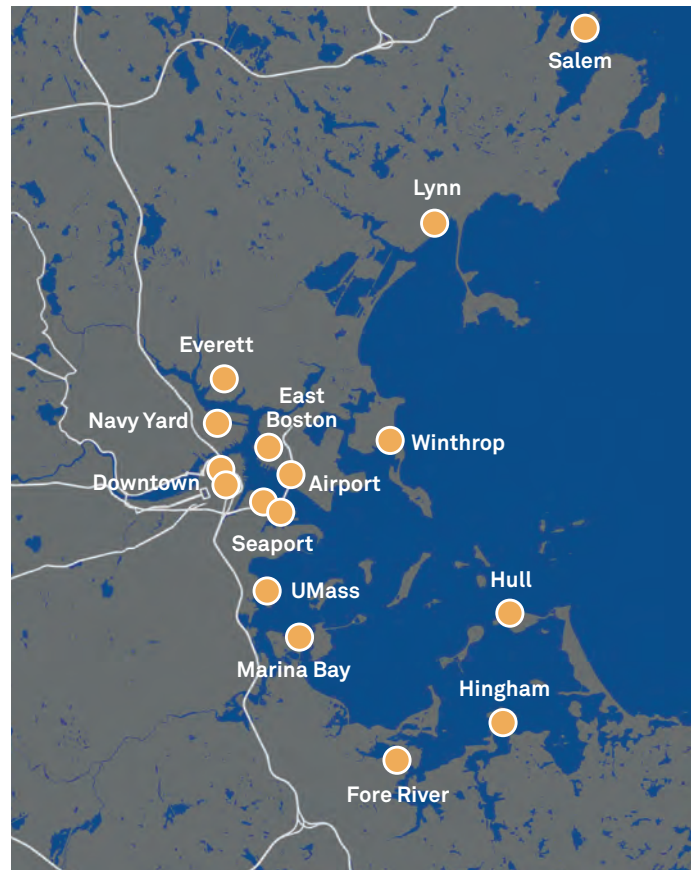 Salem
Lynn
Everett
East
Boston
Navy Yard
Winthrop
Downtown
Airport
Seaport
Hull
UMass
Marina Bay
Hingham
Fore River